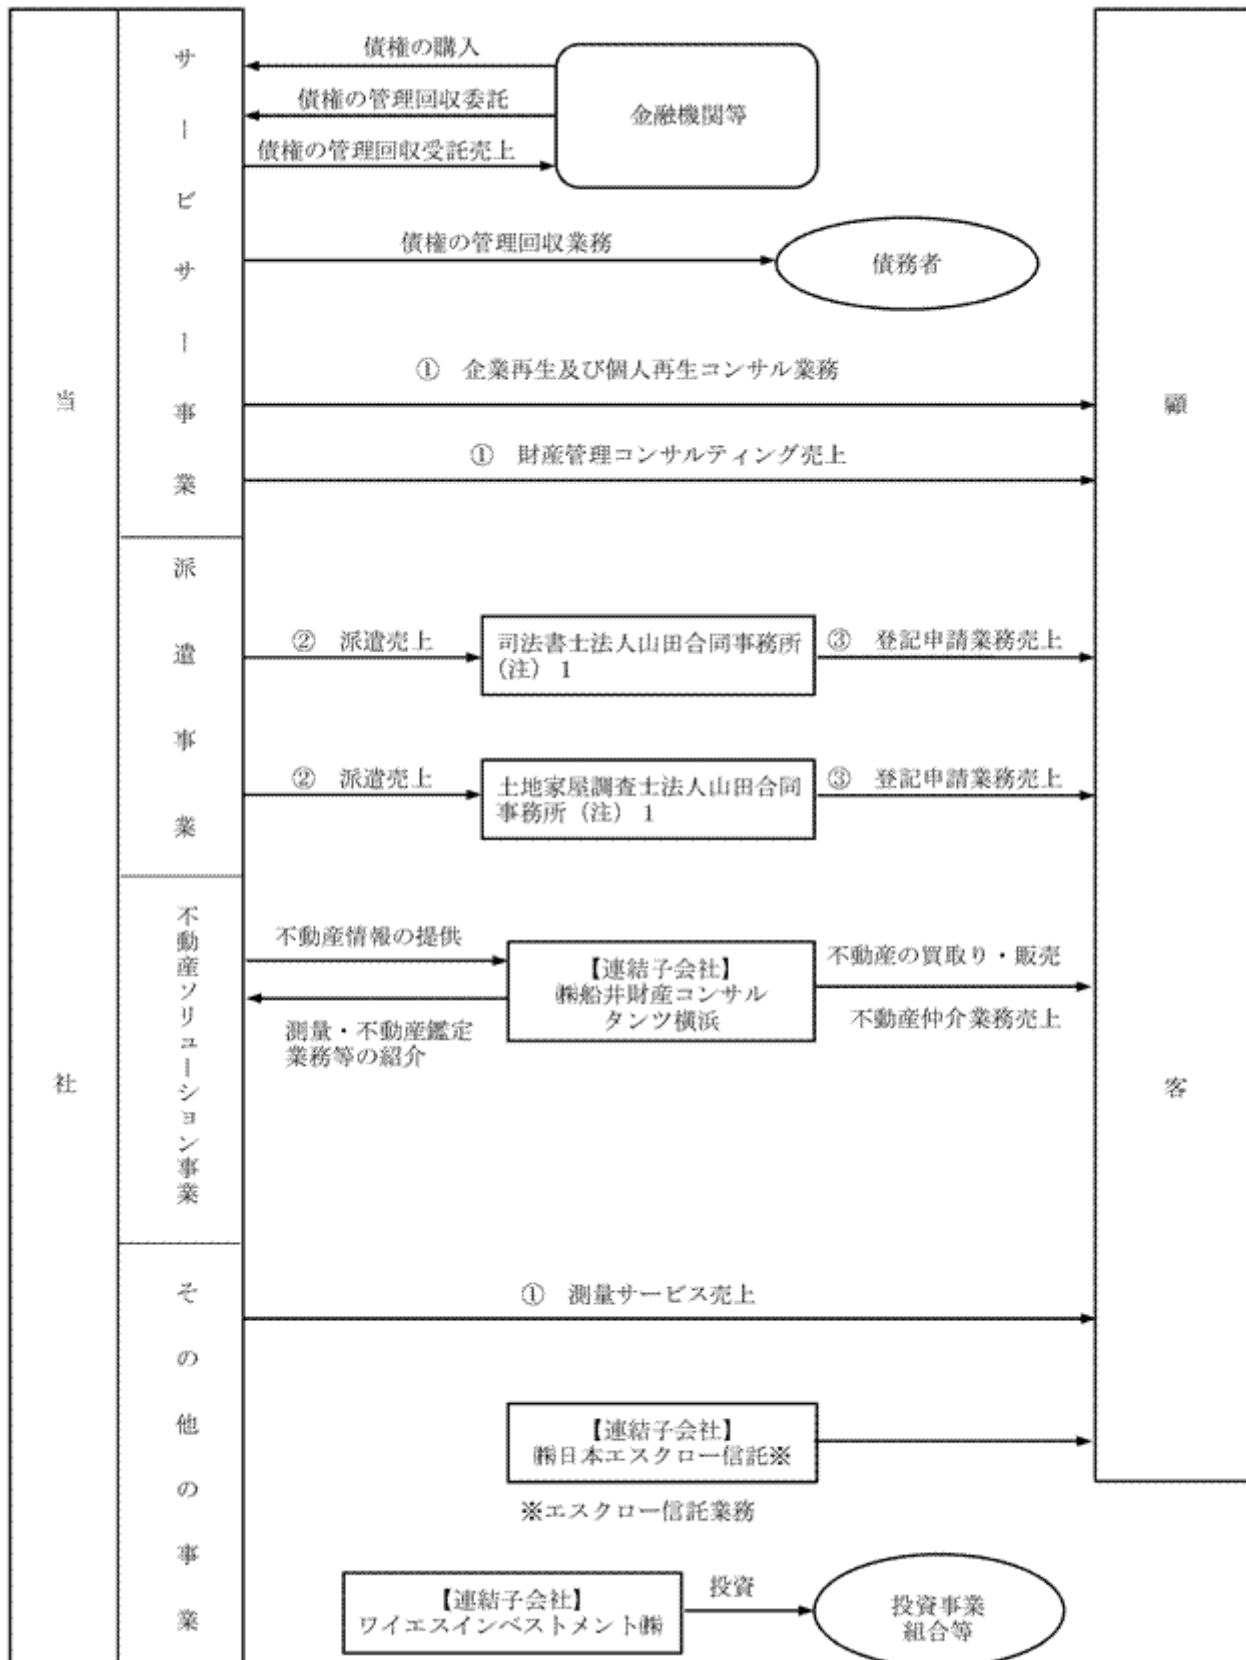 当社
サービサー事業
債権の購入
債権の管理回収委託
債権の管理回収受託売上
金融機関等
債権の管理回収業務
債務者
① 企業再生及び個人再生コンサル業務
① 財産管理コンサルティング売上
顧客
派遣事業
② 派遣売上
司法書士法人山田合同事務所
(注) 1
③ 登記申請業務売上
② 派遣売上
土地家屋調査士法人山田合同
事務所 (注) 1
③ 登記申請業務売上
不動産ソリューション事業
不動産情報の提供
測量・不動産鑑定
業務等の紹介
【連結子会社】
㈱船井財産コンサル
タンツ横浜
不動産の買取り・販売
不動産仲介業務売上
その他の事業
① 測量サービス売上
【連結子会社】
㈱日本エスクロー信託※
※エスクロー信託業務
【連結子会社】
ワイエスインベストメント㈱
投資
投資事業
組合等